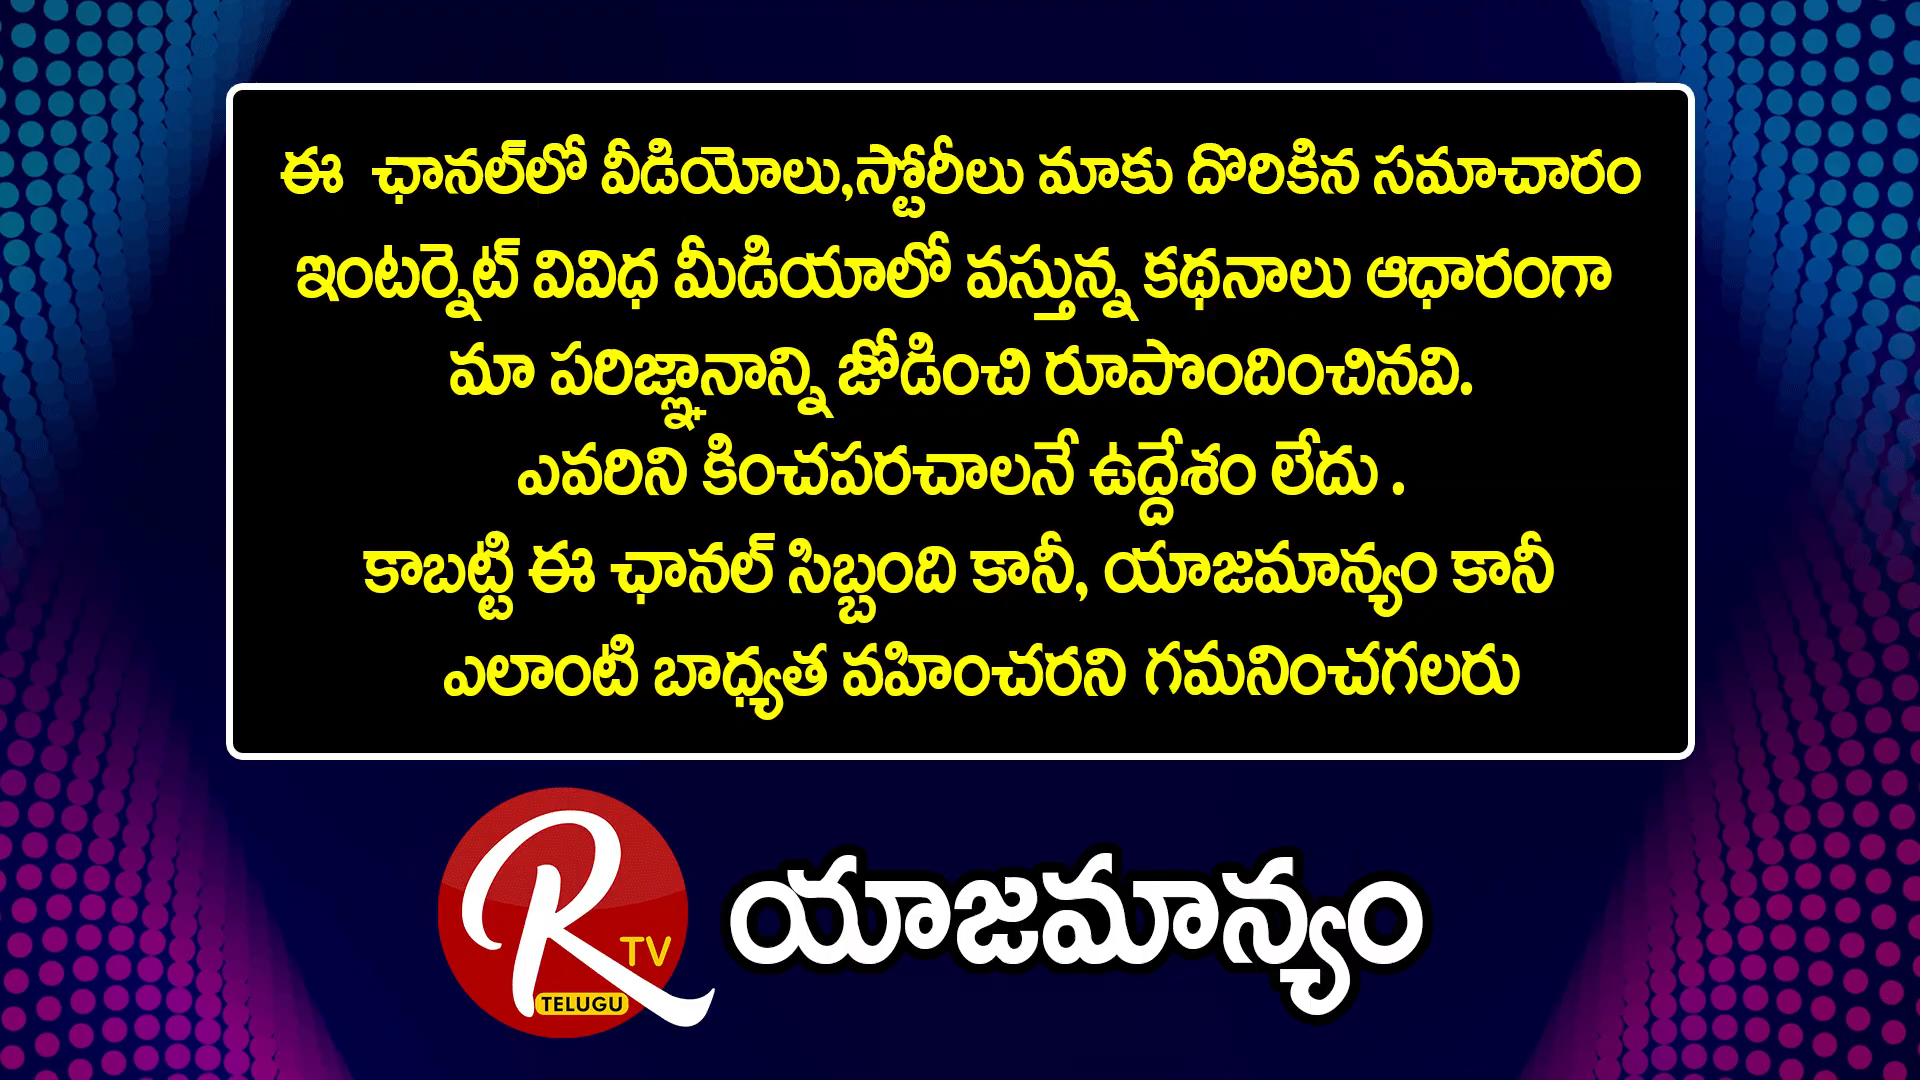 ఈ ఛానల్‌లో వీడియోలు,స్టోరీలు మాకు దొరికిన సమాచారం
ఇంటర్నెట్ వివిధ మీడియాలో వస్తున్న కథనాలు ఆధారంగా
మా పరిజ్ఞానాన్ని జోడించి రూపొందించినవి.
ఎవరిని కించపరచాలనే ఉద్దేశం లేదు .
కాబట్టి ఈ ఛానల్ సిబ్బంది కానీ, యాజమాన్యం కానీ
ఎలాంటి బాధ్యత వహించరని గమనించగలరు
R TV TELUGU
యాజమాన్యం